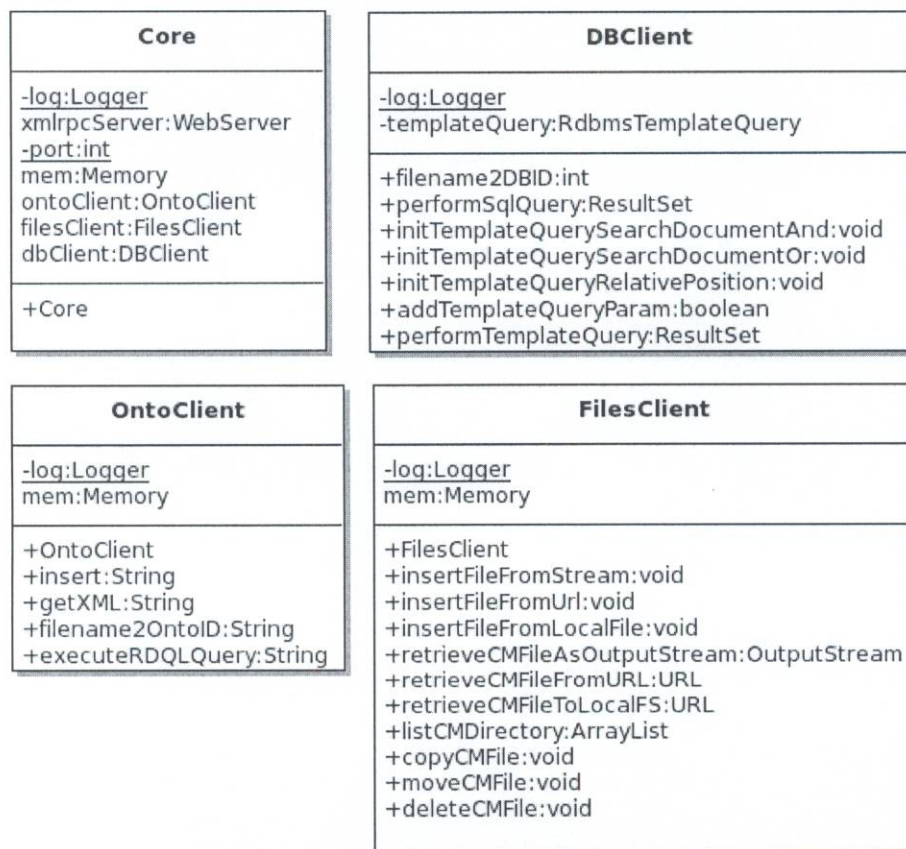 Core
-log:Logger
xmlrpcServer:WebServer
-port:int
mem:Memory
ontoClient:OntoClient
filesClient:FilesClient
dbClient:DBClient
+Core
DBClient
-log:Logger
-templateQuery:RdbmsTemplateQuery
+filename2DBID:int
+performSqlQuery:ResultSet
+initTemplateQuerySearchDocumentAnd:void
+initTemplateQuerySearchDocumentOr:void
+initTemplateQueryRelativePosition:void
+addTemplateQueryParam:boolean
+performTemplateQuery:ResultSet
OntoClient
-log:Logger
mem:Memory
+OntoClient
+insert:String
+getXML:String
+filename2OntoID:String
+executeRDQLQuery:String
FilesClient
-log:Logger
mem:Memory
+FilesClient
+insertFileFromStream:void
+insertFileFromUrl:void
+insertFileFromLocalFile:void
+retrieveCMFileAsOutputStream:OutputStream
+retrieveCMFileFromURL:URL
+retrieveCMFileToLocalFS:URL
+listCMDirectory:ArrayList
+copyCMFile:void
+moveCMFile:void
+deleteCMFile:void